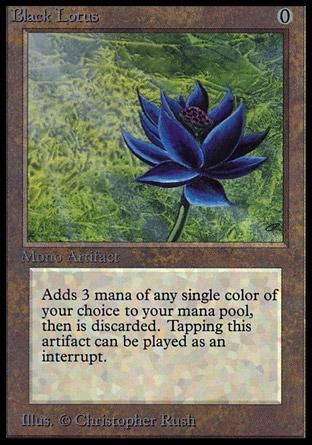 Black Lotus 0
Mono Artifact
Adds 3 mana of any single color of
your choice to your mana pool,
then is discarded. Tapping this
artifact can be played as an
interrupt.
Illus. © Christopher Rush